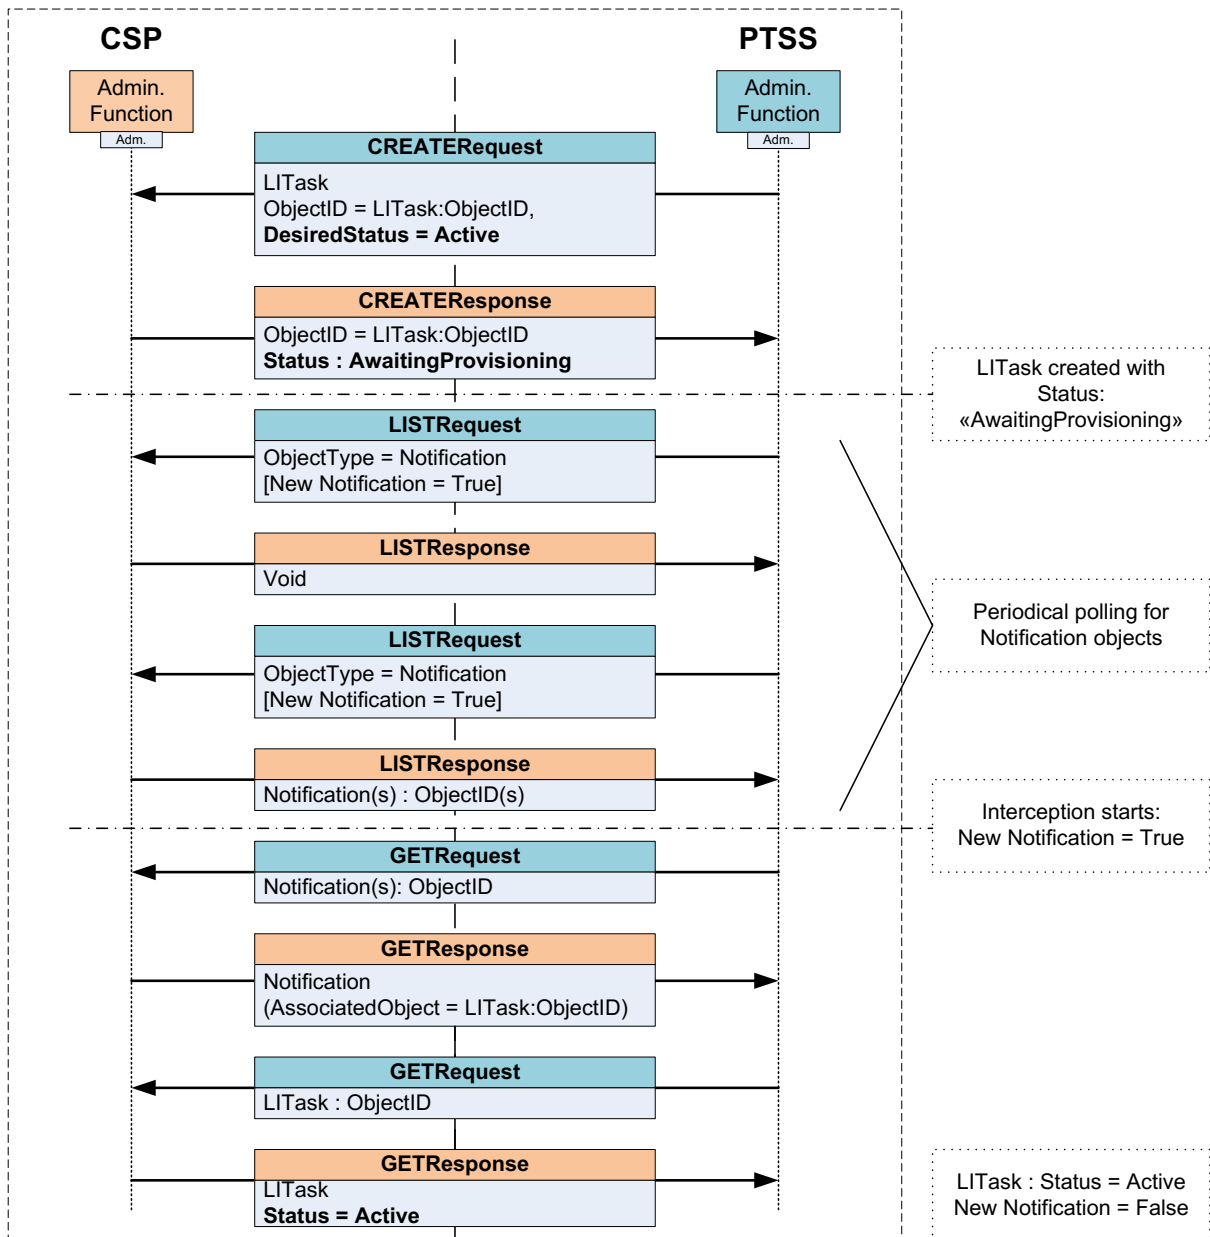 CSP
PTSS
Admin.
Function
Adm.
Admin.
Function
Adm.
CREATERequest
LITask
ObjectID = LITask:ObjectID,
DesiredStatus = Active
CREATEResponse
ObjectID = LITask:ObjectID
Status : AwaitingProvisioning
LITask created with
Status:
«AwaitingProvisioning»
LISTRequest
ObjectType = Notification
[New Notification = True]
LISTResponse
Void
Periodical polling for
Notification objects
LISTRequest
ObjectType = Notification
[New Notification = True]
LISTResponse
Notification(s) : ObjectID(s)
Interception starts:
New Notification = True
GETRequest
Notification(s): ObjectID
GETResponse
Notification
(AssociatedObject = LITask:ObjectID)
GETRequest
LITask : ObjectID
GETResponse
LITask
Status = Active
LITask : Status = Active
New Notification = False